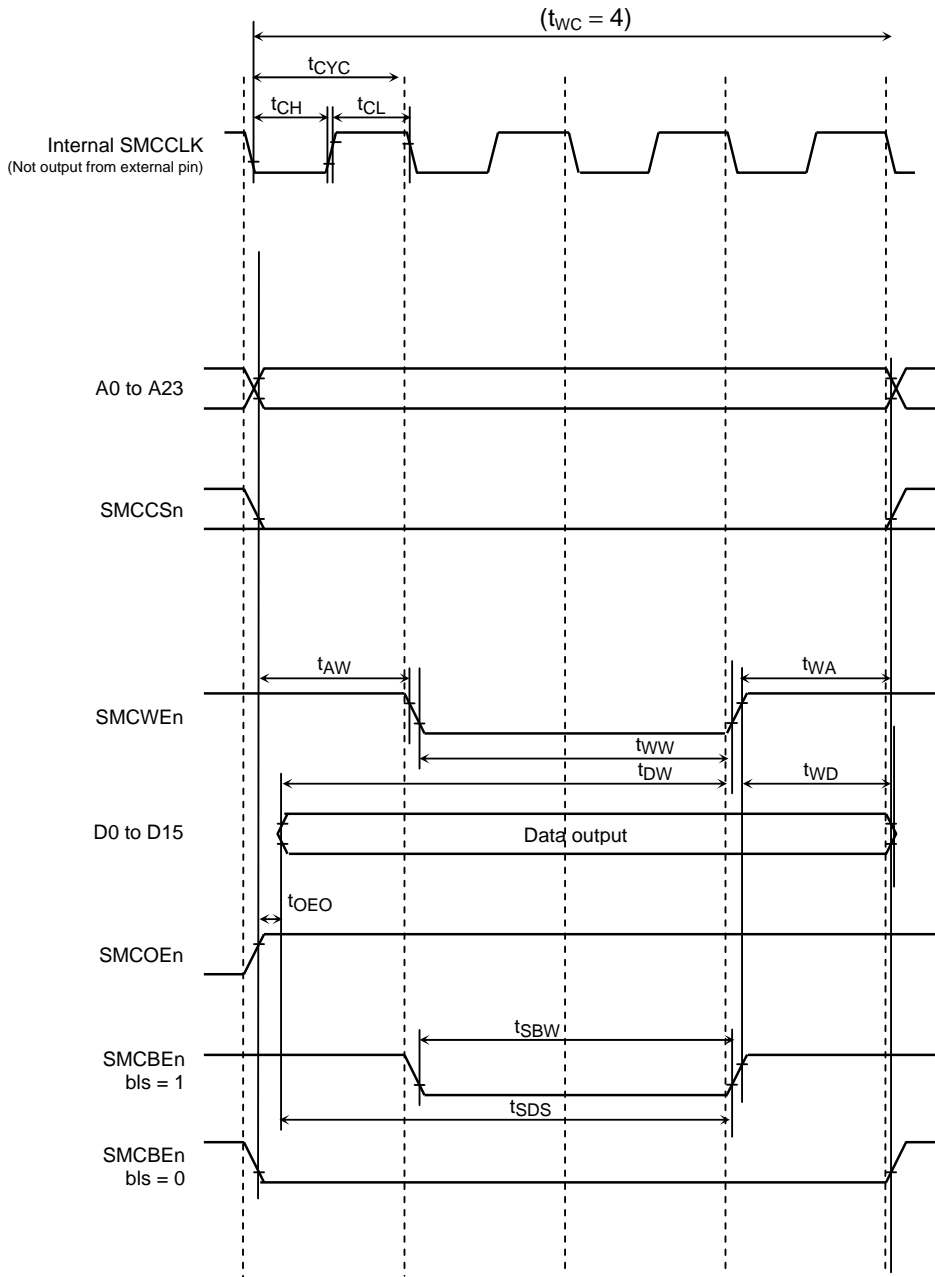 (tWC = 4)
tCYC
tCH
tCL
Internal SMCCLK
(Not output from external pin)
A0 to A23
SMCCSn
tAW
tWA
SMCWEn
tWW
tDW
tWD
D0 to D15
Data output
tOEO
SMCOEn
tSBW
SMCBEn
bls = 1
tSDS
SMCBEn
bls = 0